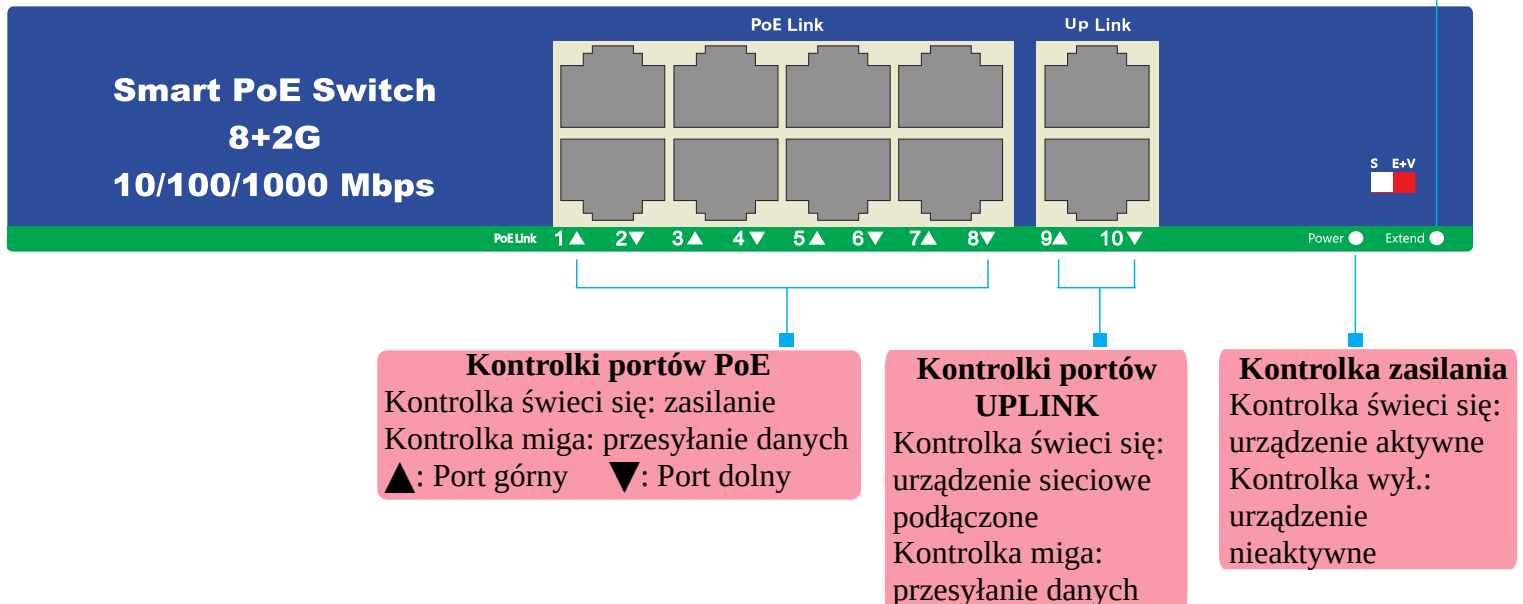 PoE Link
Up Link
Smart PoE Switch
8+2G
10/100/1000 Mbps
S E+V
PoE Link 1▲ 2▼ 3▲ 4▼ 5▲ 6▼ 7▲ 8▼ 9▲ 10▼ Power Extend
Kontrolki portów PoE
Kontrolka świeci się: zasilanie
Kontrolka miga: przesyłanie danych
▲: Port górny ▼: Port dolny
Kontrolki portów
UPLINK
Kontrolka świeci się:
urządzenie sieciowe
podłączone
Kontrolka miga:
przesyłanie danych
Kontrolka zasilania
Kontrolka świeci się:
urządzenie aktywne
Kontrolka wył.:
urządzenie
nieaktywne